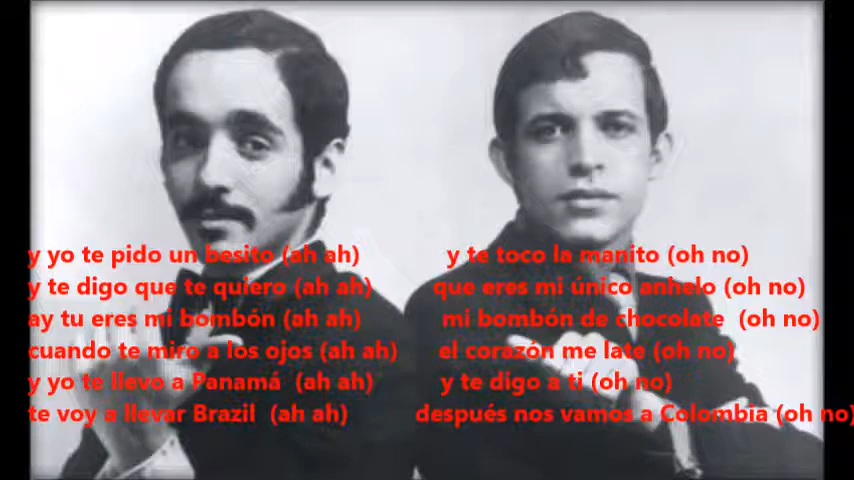 y yo te pido un besito (ah ah) y te toco la manito (oh no)
y te digo que te quiero (ah ah) que eres mi único anhelo (oh no)
ay tu eres mi bombón (ah ah) mi bombón de chocolate (oh no)
cuando te miro a los ojos (ah ah) el corazón me late (oh no)
y yo te llevo a Panamá (ah ah) y te digo a ti (oh no)
te voy a llevar Brazil (ah ah) después nos vamos a Colombia (oh no)